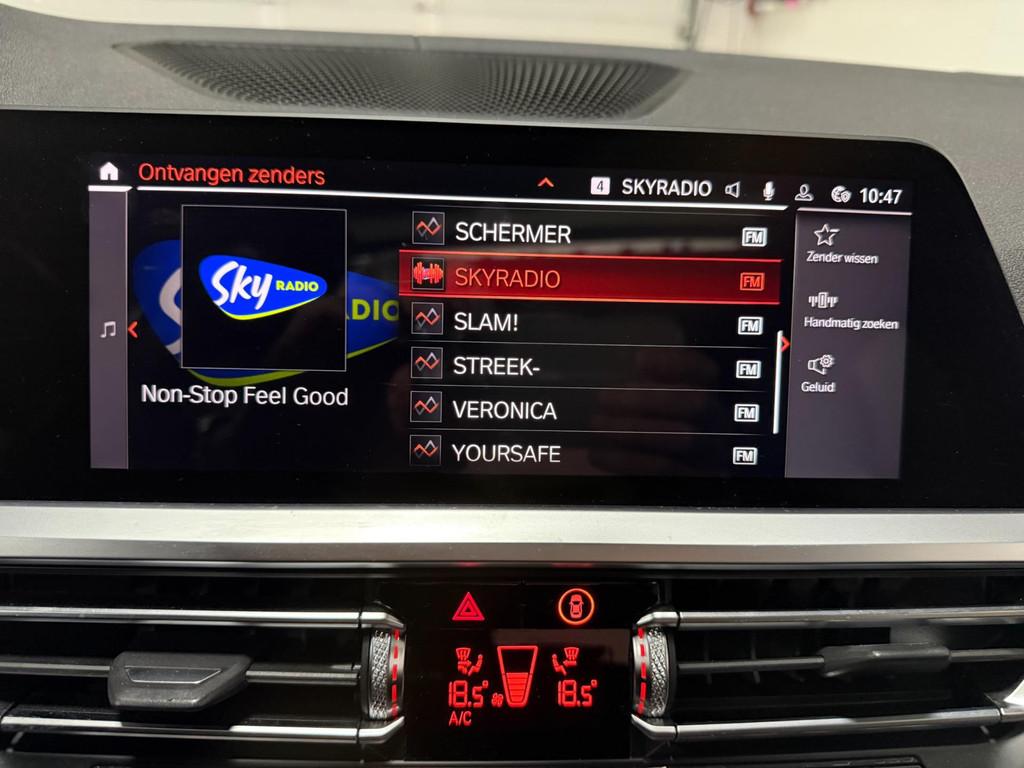 Ontvangen zenders
4 SKYRADIO 10:47
Sky RADIO
DIO
Non-Stop Feel Good
SCHERMER FM
SKYRADIO FM
SLAM! FM
STREEK- FM
VERONICA FM
YOURSAFE FM
Zender wissen
Handmatig zoeken
Geluid
18.5° 18.5°
A/C